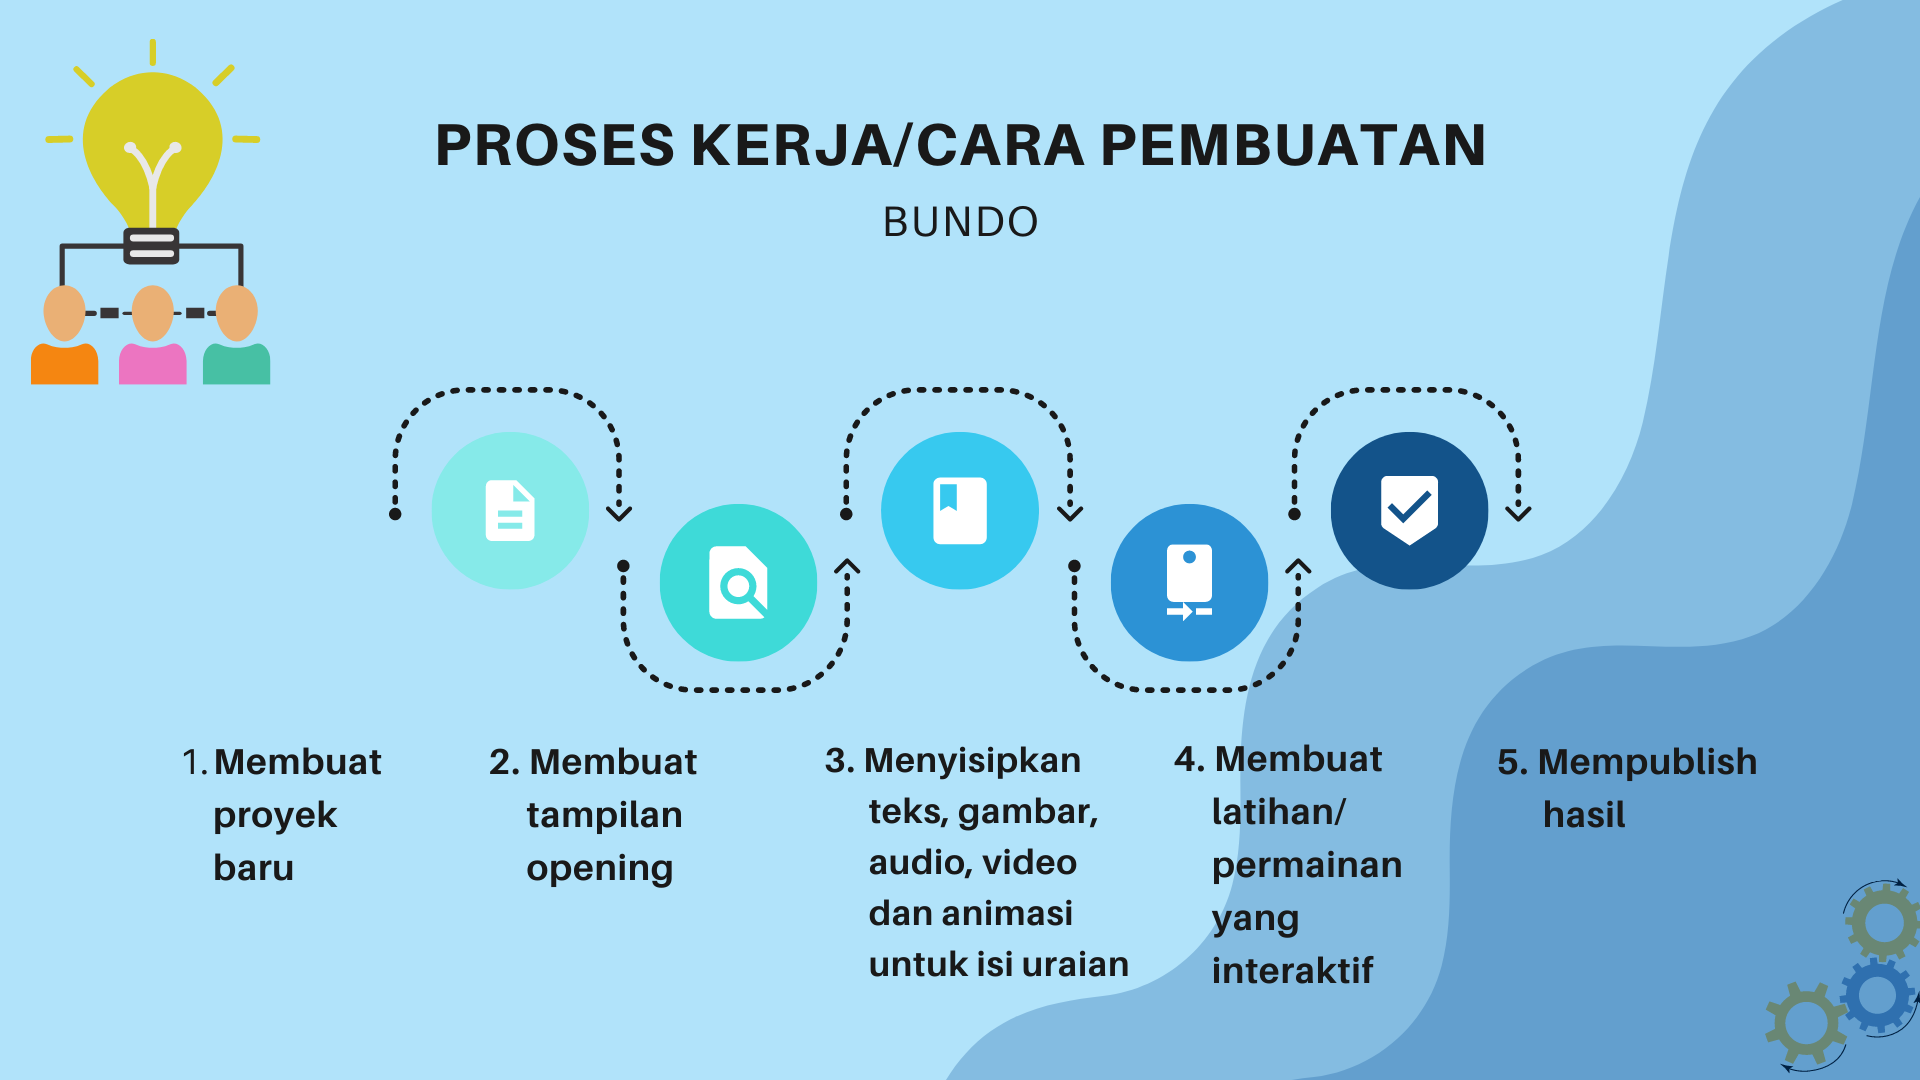 PROSES KERJA/CARA PEMBUATAN
BUNDO
1. Membuat
proyek
baru
2. Membuat
tampilan
opening
3. Menyisipkan
teks, gambar,
audio, video
dan animasi
untuk isi uraian
4. Membuat
latihan/
permainan
yang
interaktif
5. Mempublish
hasil